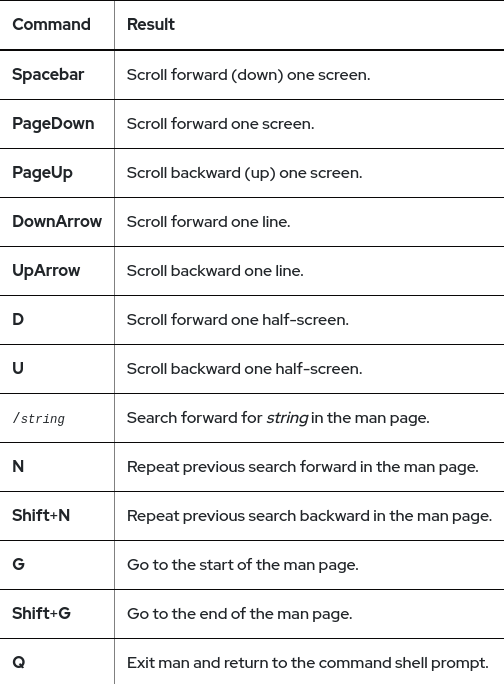 Command Result
Spacebar Scroll forward (down) one screen.
PageDown Scroll forward one screen.
PageUp Scroll backward (up) one screen.
DownArrow Scroll forward one line.
UpArrow Scroll backward one line.
D Scroll forward one half-screen.
U Scroll backward one half-screen.
/string Search forward for string in the man page.
N Repeat previous search forward in the man page.
Shift+N Repeat previous search backward in the man page.
G Go to the start of the man page.
Shift+G Go to the end of the man page.
Q Exit man and return to the command shell prompt.